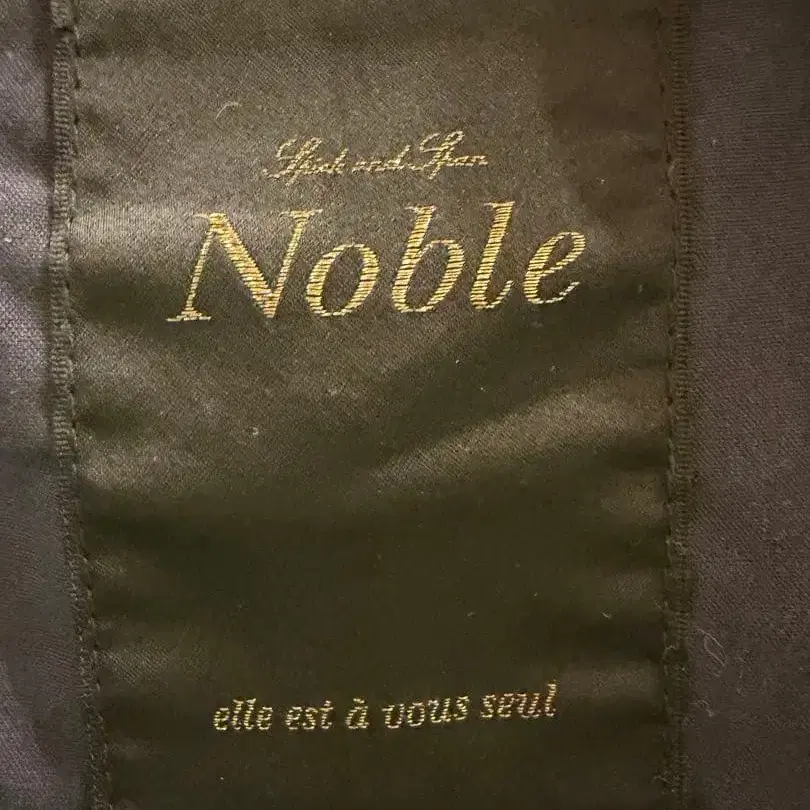 Spick and Span
Noble
elle est à vous seul